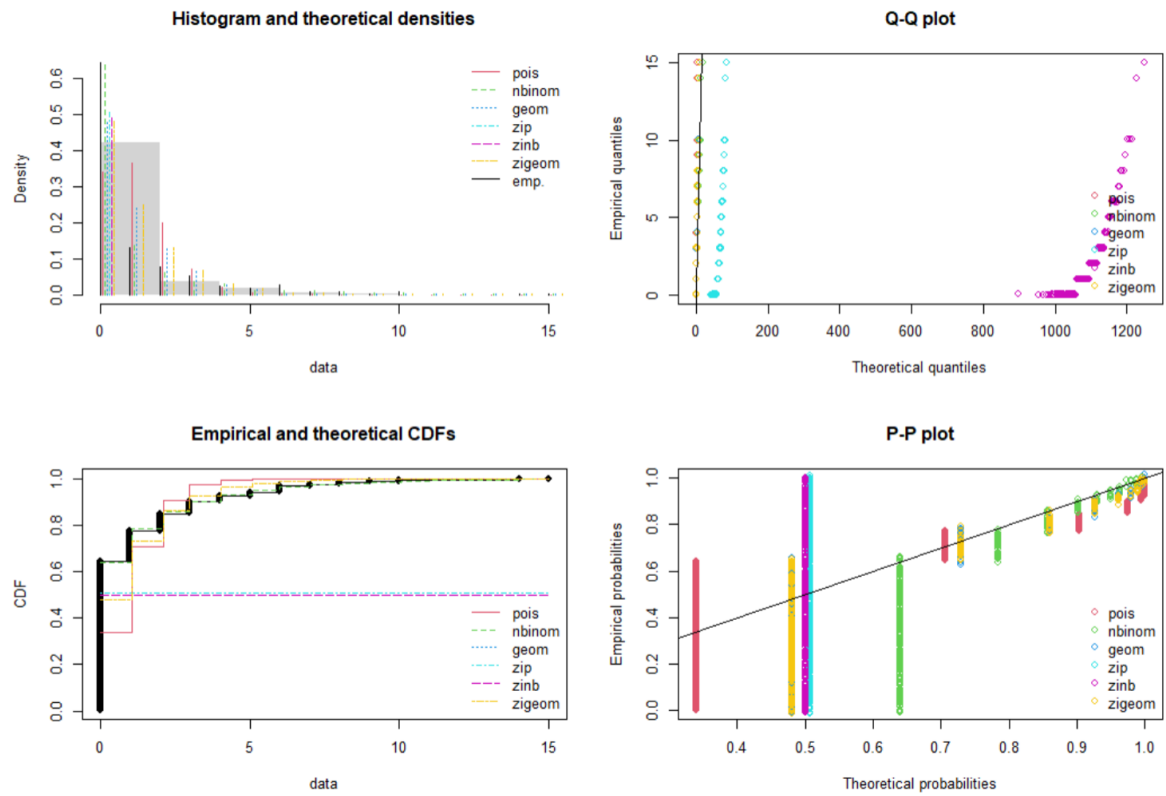 Histogram and theoretical densities
Density
0.0 0.1 0.2 0.3 0.4 0.5 0.6
pois
nbinom
geom
zip
zinb
zigeom
emp.
0 5 10 15
data
Q-Q plot
Empirical quantiles
0 5 10 15
pois
nbinom
geom
zip
zinb
zigeom
0 200 400 600 800 1000 1200
Theoretical quantiles
Empirical and theoretical CDFs
CDF
0.0 0.2 0.4 0.6 0.8 1.0
pois
nbinom
geom
zip
zinb
zigeom
0 5 10 15
data
P-P plot
Empirical probabilities
0.0 0.2 0.4 0.6 0.8 1.0
pois
nbinom
geom
zip
zinb
zigeom
0.4 0.5 0.6 0.7 0.8 0.9 1.0
Theoretical probabilities